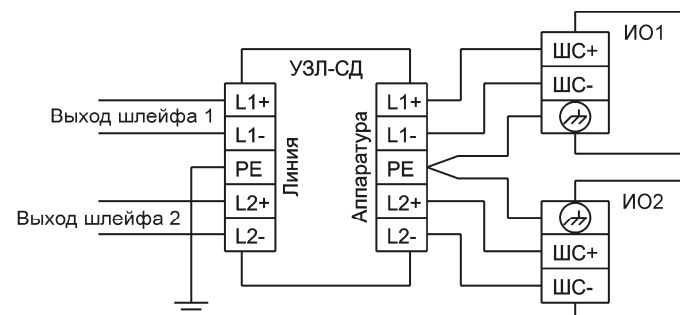 УЗЛ-СД
ИО1
Выход шлейфа 1
L1+
L1-
PE
L2+
L2-
Линия
Выход шлейфа 2
Аппаратура
L1+
L1-
PE
L2+
L2-
ШС+
ШС-
ИО2
ШС+
ШС-